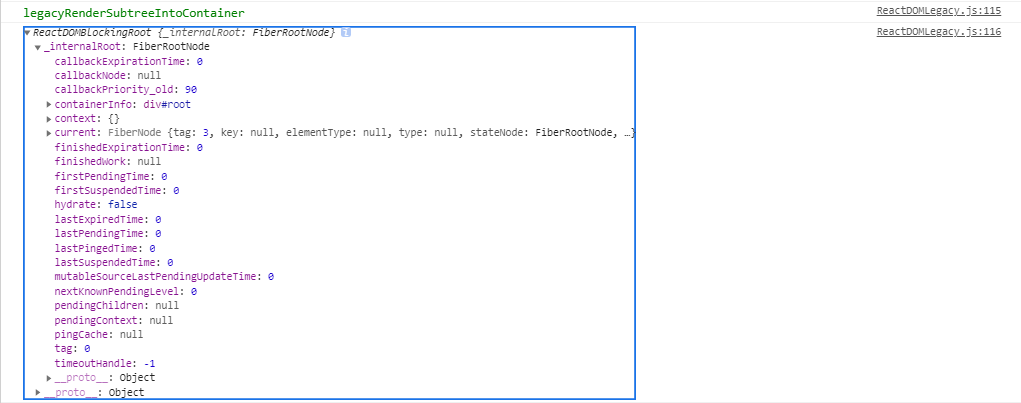 legacyRenderSubtreeIntoContainer ReactDOMLegacy.js:115
ReactDOMBlockingRoot {_internalRoot: FiberRootNode} i ReactDOMLegacy.js:116
_internalRoot: FiberRootNode
callbackExpirationTime: 0
callbackNode: null
callbackPriority_old: 90
containerInfo: div#root
context: {}
current: FiberNode {tag: 3, key: null, elementType: null, type: null, stateNode: FiberRootNode, …}
finishedExpirationTime: 0
finishedWork: null
firstPendingTime: 0
firstSuspendedTime: 0
hydrate: false
lastExpiredTime: 0
lastPendingTime: 0
lastPingedTime: 0
lastSuspendedTime: 0
mutableSourceLastPendingUpdateTime: 0
nextKnownPendingLevel: 0
pendingChildren: null
pendingContext: null
pingCache: null
tag: 0
timeoutHandle: -1
__proto__: Object
__proto__: Object